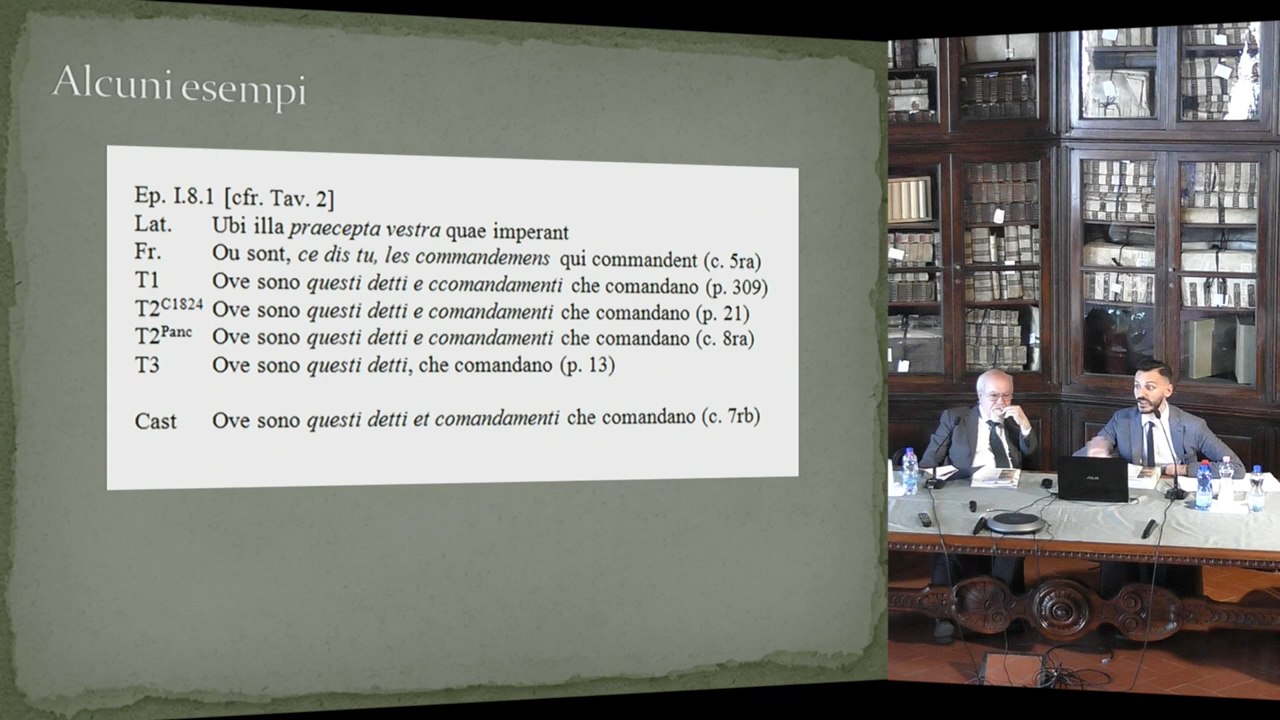 Alcuni esempi
Ep. I.8.1 [cfr. Tav. 2]
Lat. Ubi illa praecepta vestra quae imperant
Fr. Ou sont, ce dis tu, les commandemens qui commandent (c. 5ra)
T1 Ove sono questi detti e ccomandamenti che comandano (p. 309)
T2C1824 Ove sono questi detti e comandamenti che comandano (p. 21)
T2Panc Ove sono questi detti e comandamenti che comandano (c. 8ra)
T3 Ove sono questi detti, che comandano (p. 13)
Cast Ove sono questi detti et comandamenti che comandano (c. 7rb)
ASUS